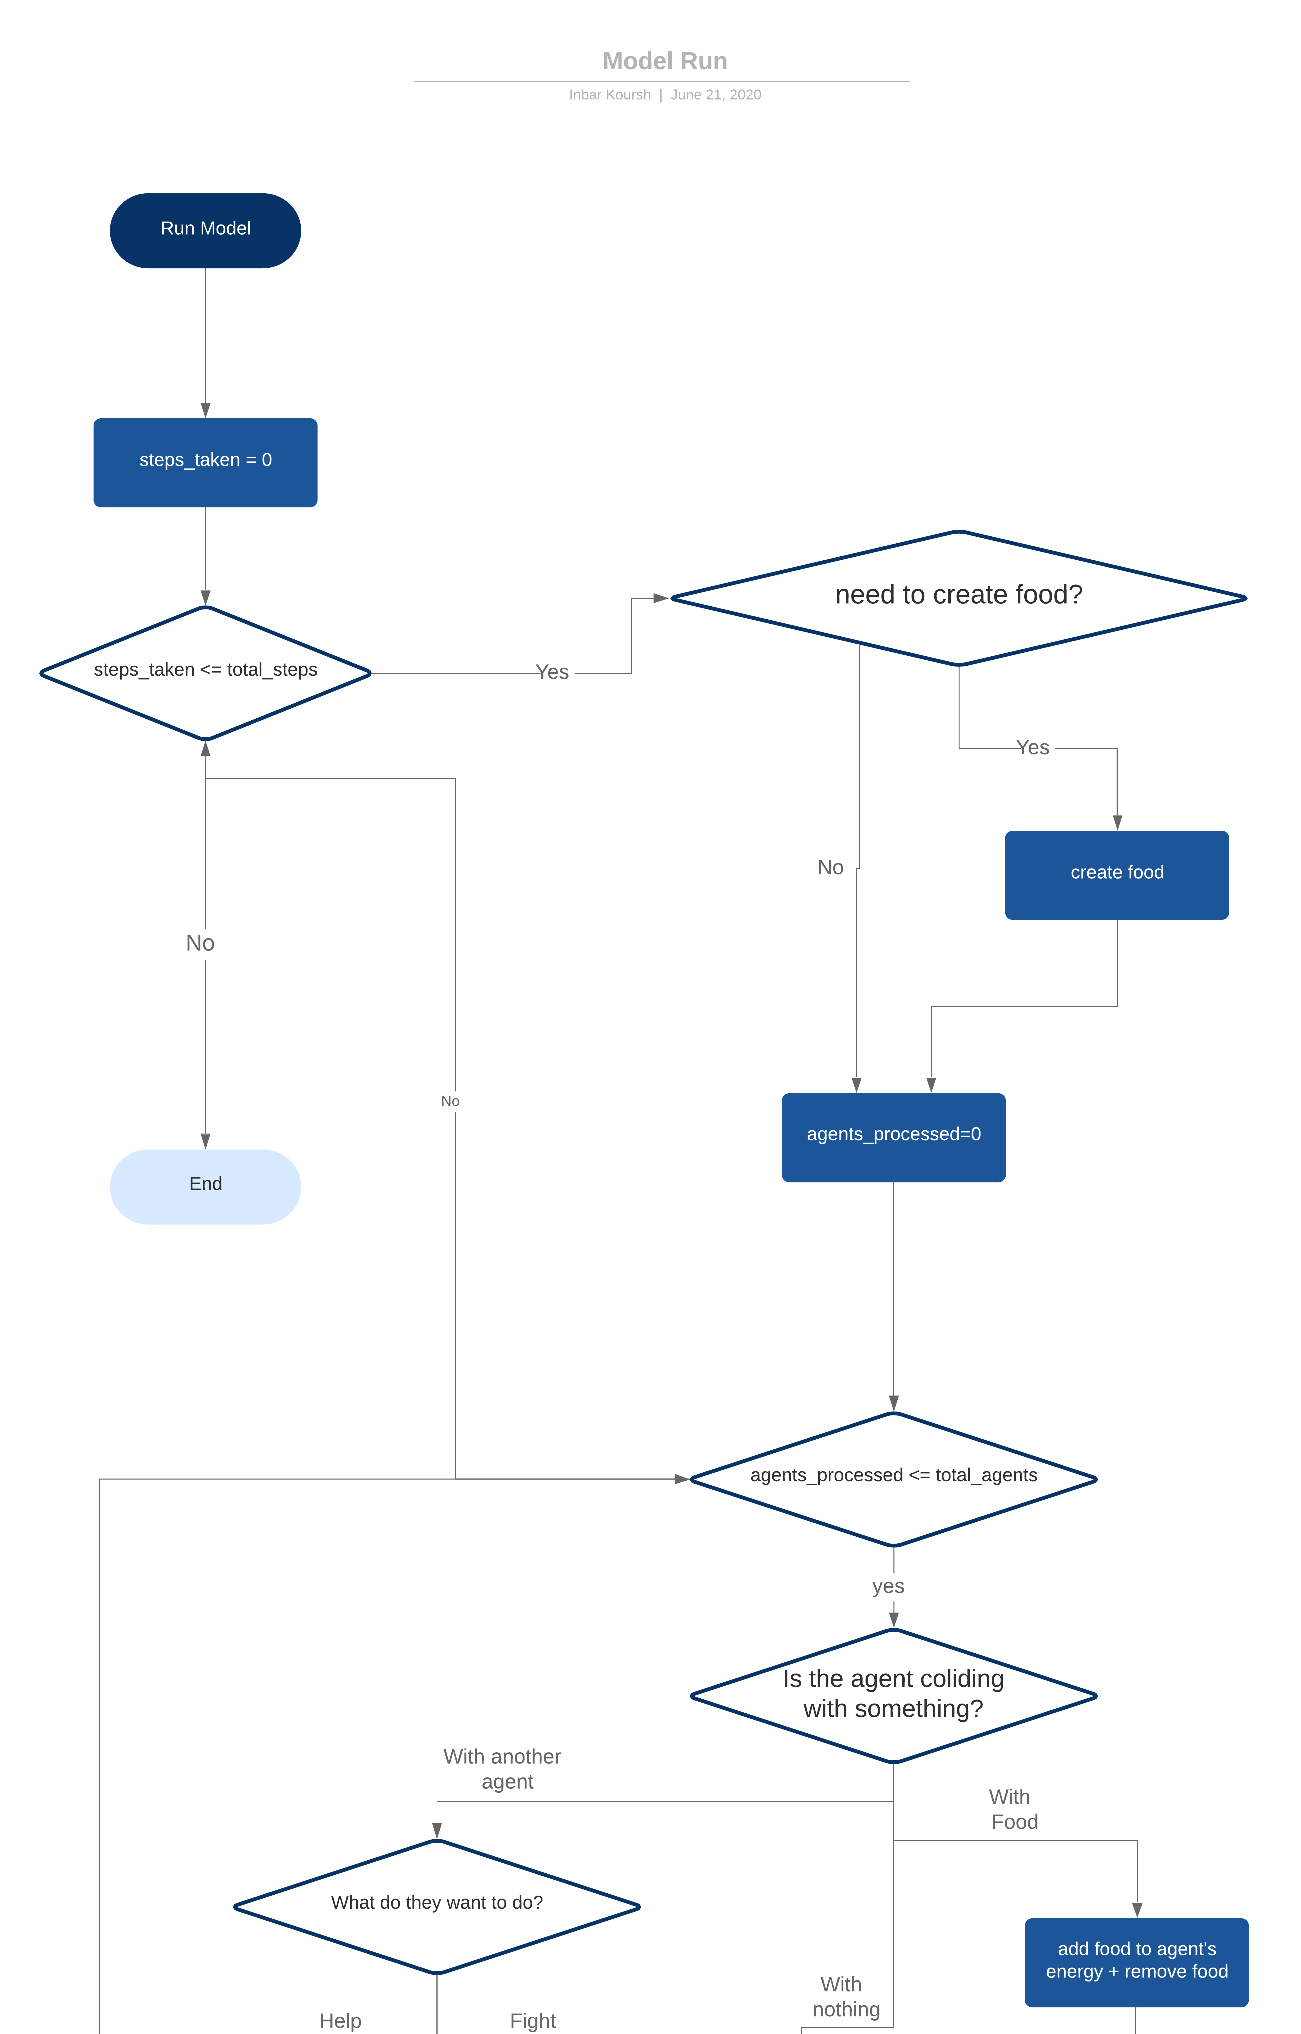 Model Run
Inbar Koursh | June 21, 2020
Run Model
steps_taken = 0
need to create food?
steps_taken <= total_steps
Yes
Yes
No
create food
No
No
agents_processed=0
End
agents_processed <= total_agents
yes
Is the agent coliding
with something?
With another
agent
With
Food
What do they want to do?
add food to agent's
energy + remove food
With
nothing
Help
Fight